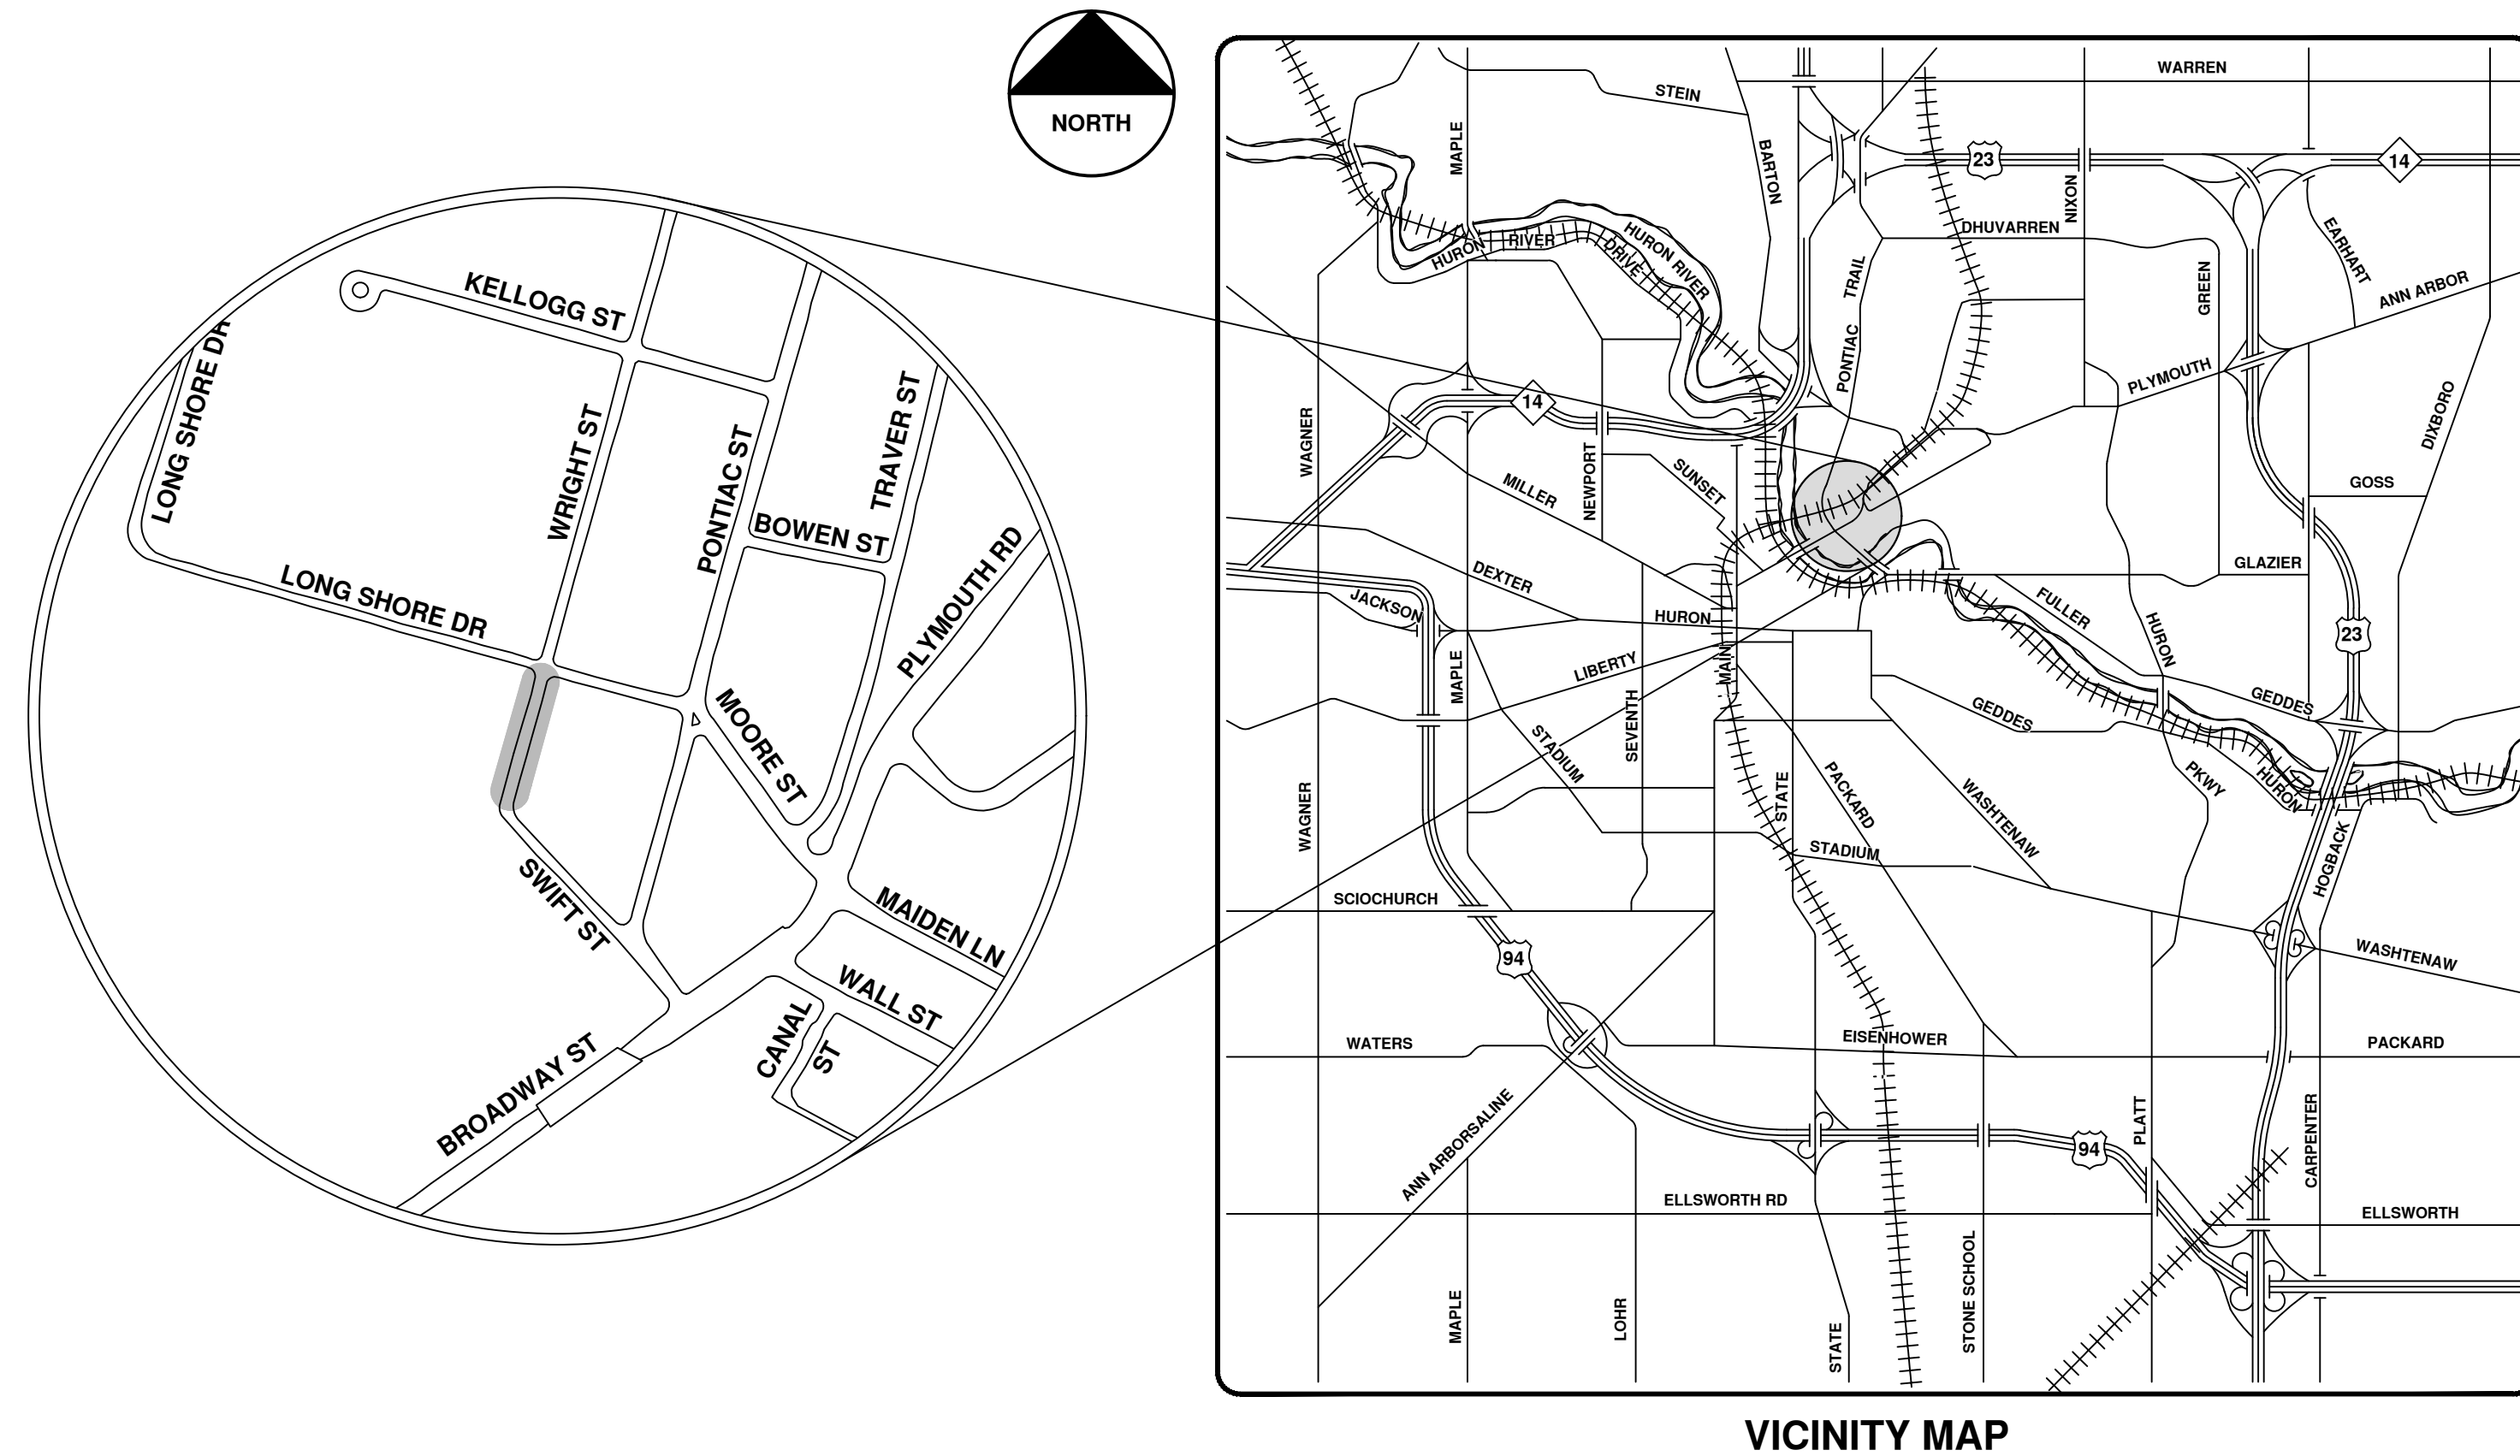 NORTH
KELLOGG ST
LONG SHORE DR
WRIGHT ST
TRAVER ST
PONTIAC ST
BOWEN ST
PLYMOUTH RD
LONG SHORE DR
MOORE ST
SWIFT ST
MAIDEN LN
WALL ST
CANAL
ST
BROADWAY ST
WARREN
STEIN
MAPLE
BARTON
23
14
NIXON
DHUVARREN
EARHART
HURON
RIVER
DRIVE
HURON RIVER
TRAIL
PONTIAC
GREEN
ANN ARBOR
PLYMOUTH
14
WAGNER
DIXBORO
NEWPORT
SUNSET
MILLER
GOSS
GLAZIER
DEXTER
JACKSON
HURON
FULLER
HURON
23
MAIN
LIBERTY
MAPLE
SEVENTH
STADIUM
GEDDES
GEDDES
PKWY
HURON
WAGNER
STATE
PACKARD
WASHTENAW
STADIUM
HOGBACK
SCIOCHURCH
94
WASHTENAW
WATERS
EISENHOWER
PACKARD
ANN ARBORSALINE
PLATT
CARPENTER
94
ELLSWORTH RD
ELLSWORTH
MAPLE
LOHR
STATE
STONE SCHOOL
VICINITY MAP